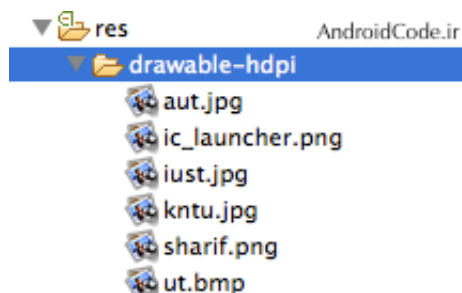 res AndroidCode.ir
drawable-hdpi
aut.jpg
ic_launcher.png
iust.jpg
kntu.jpg
sharif.png
ut.bmp